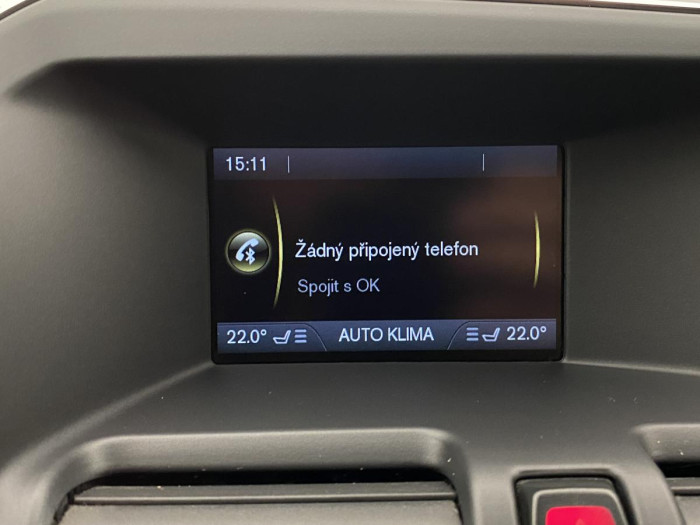 15:11
Žádný připojený telefon
Spojit s OK
22.0° AUTO KLIMA 22.0°